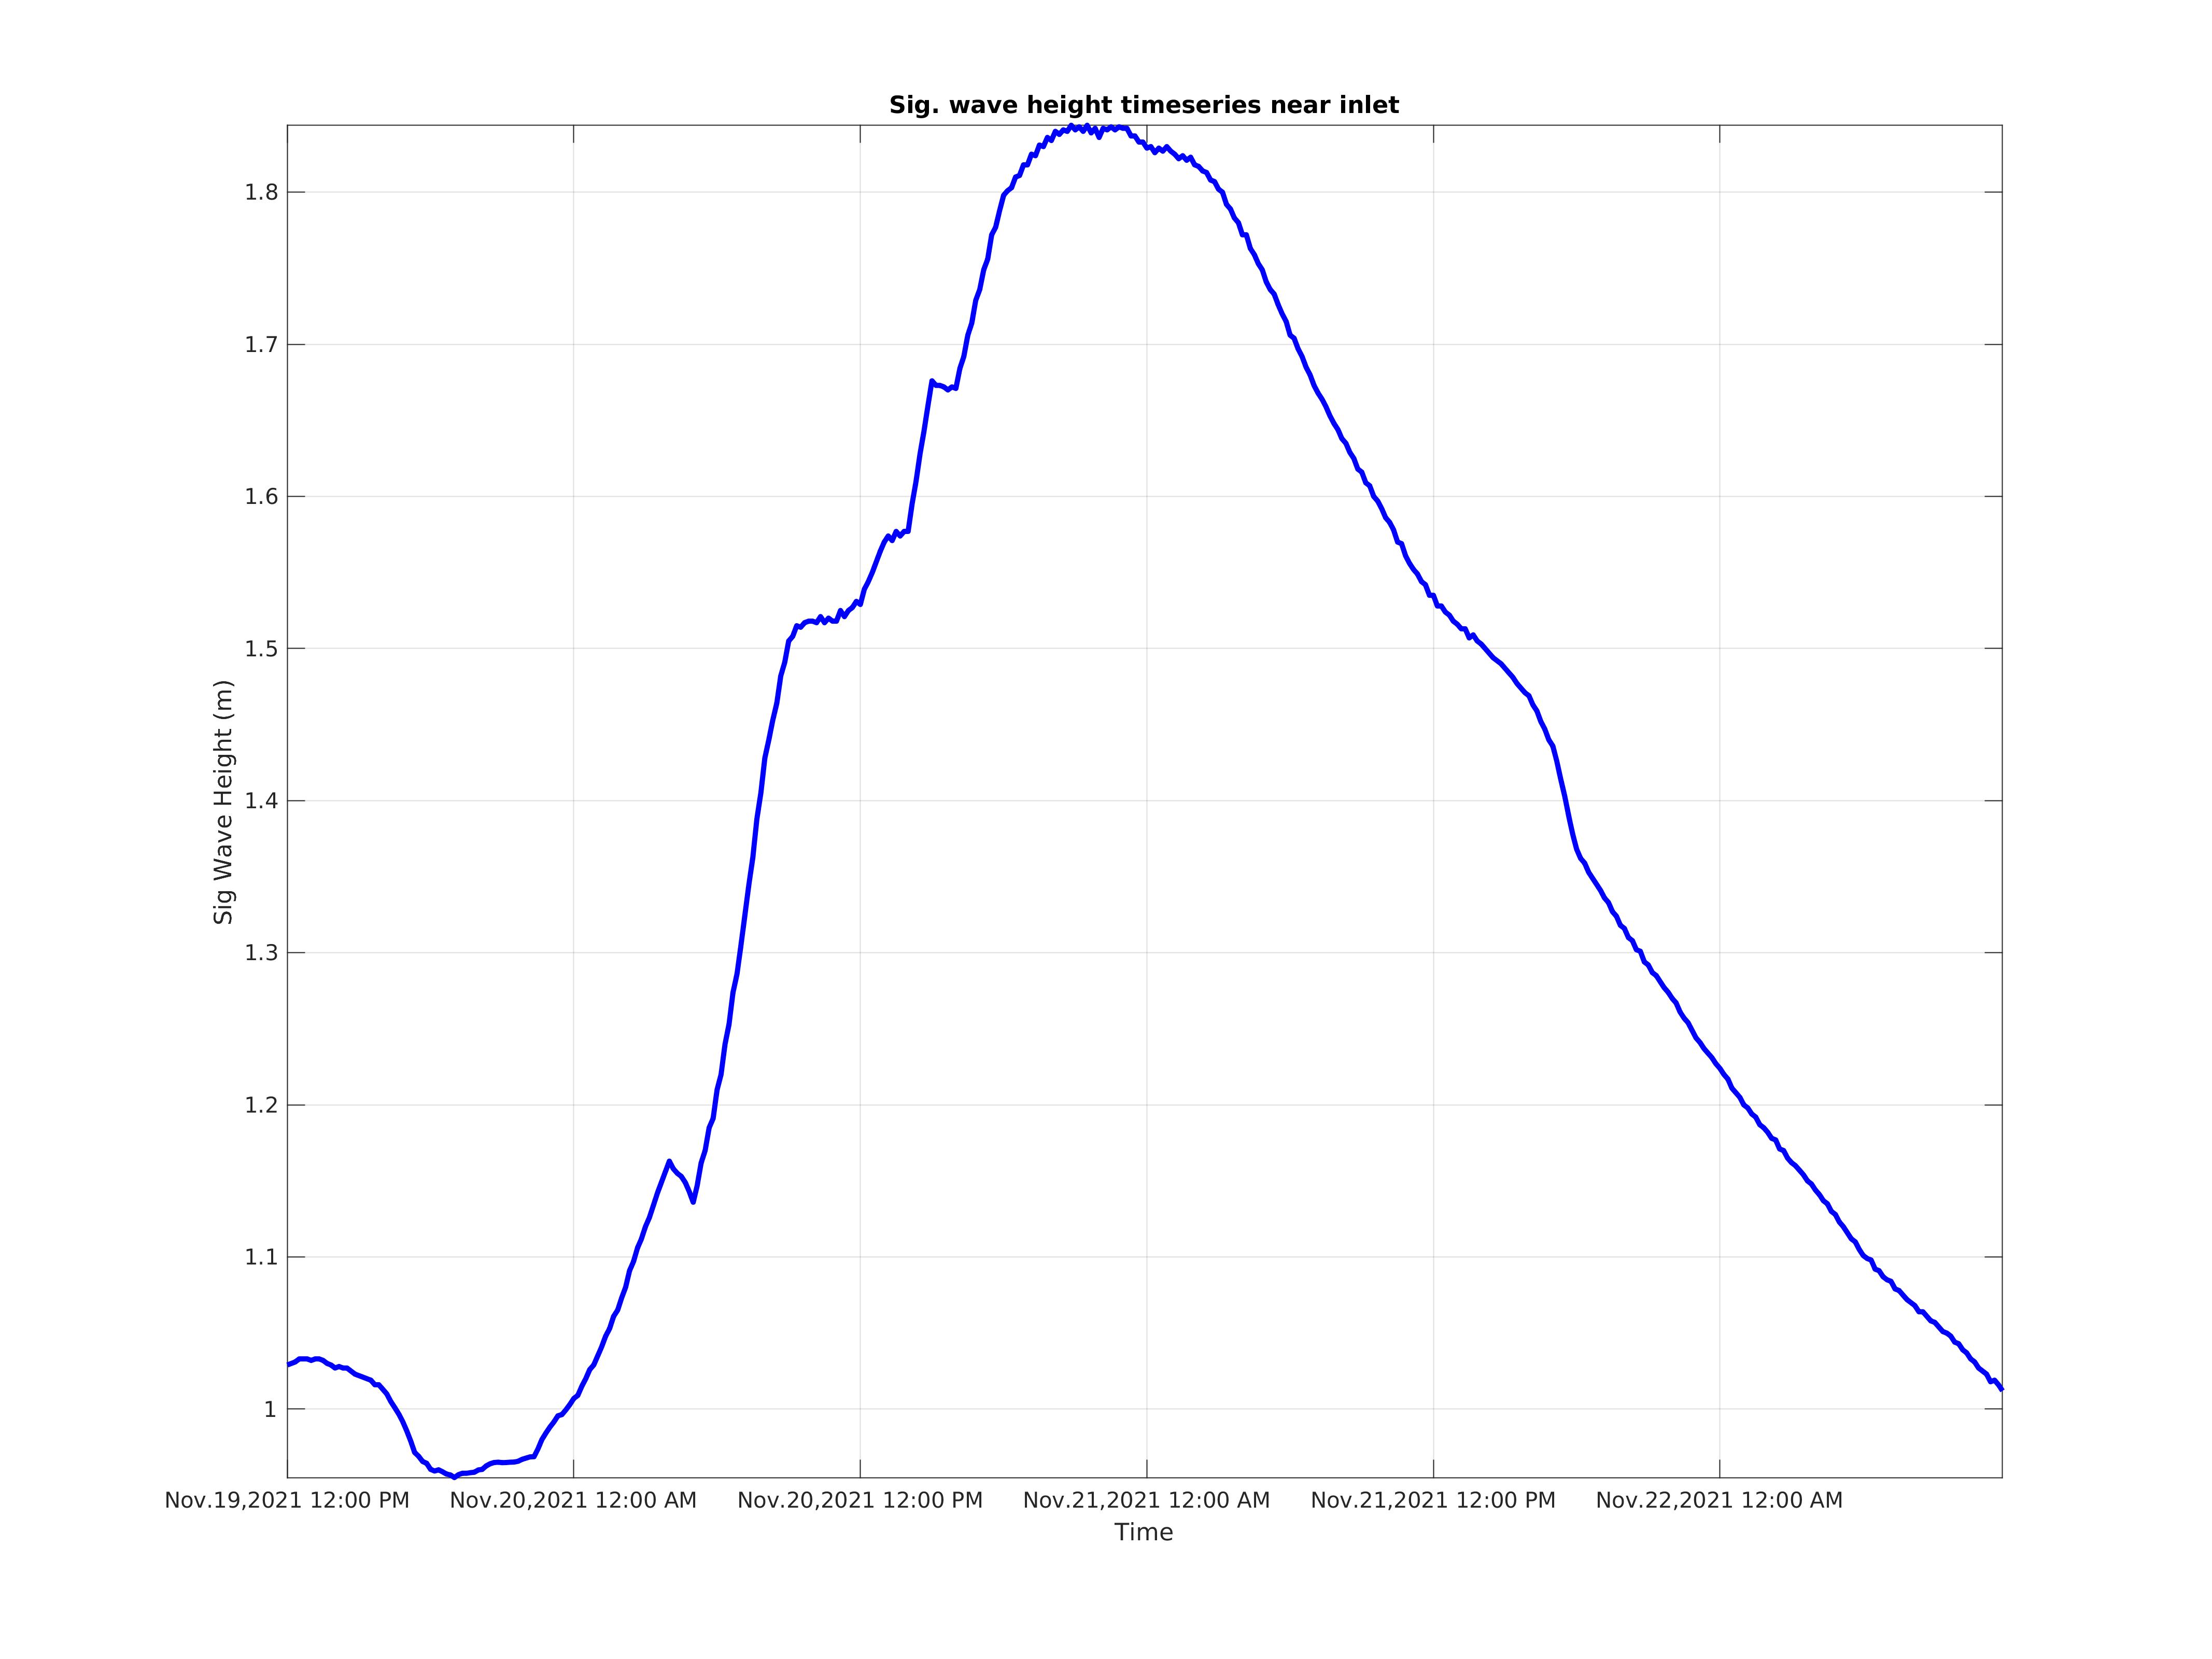 Sig. wave height timeseries near inlet
1.8
1.7
1.6
1.5
1.4
1.3
1.2
1.1
1
Sig Wave Height (m)
Nov.19,2021 12:00 PM Nov.20,2021 12:00 AM Nov.20,2021 12:00 PM Nov.21,2021 12:00 AM Nov.21,2021 12:00 PM Nov.22,2021 12:00 AM
Time